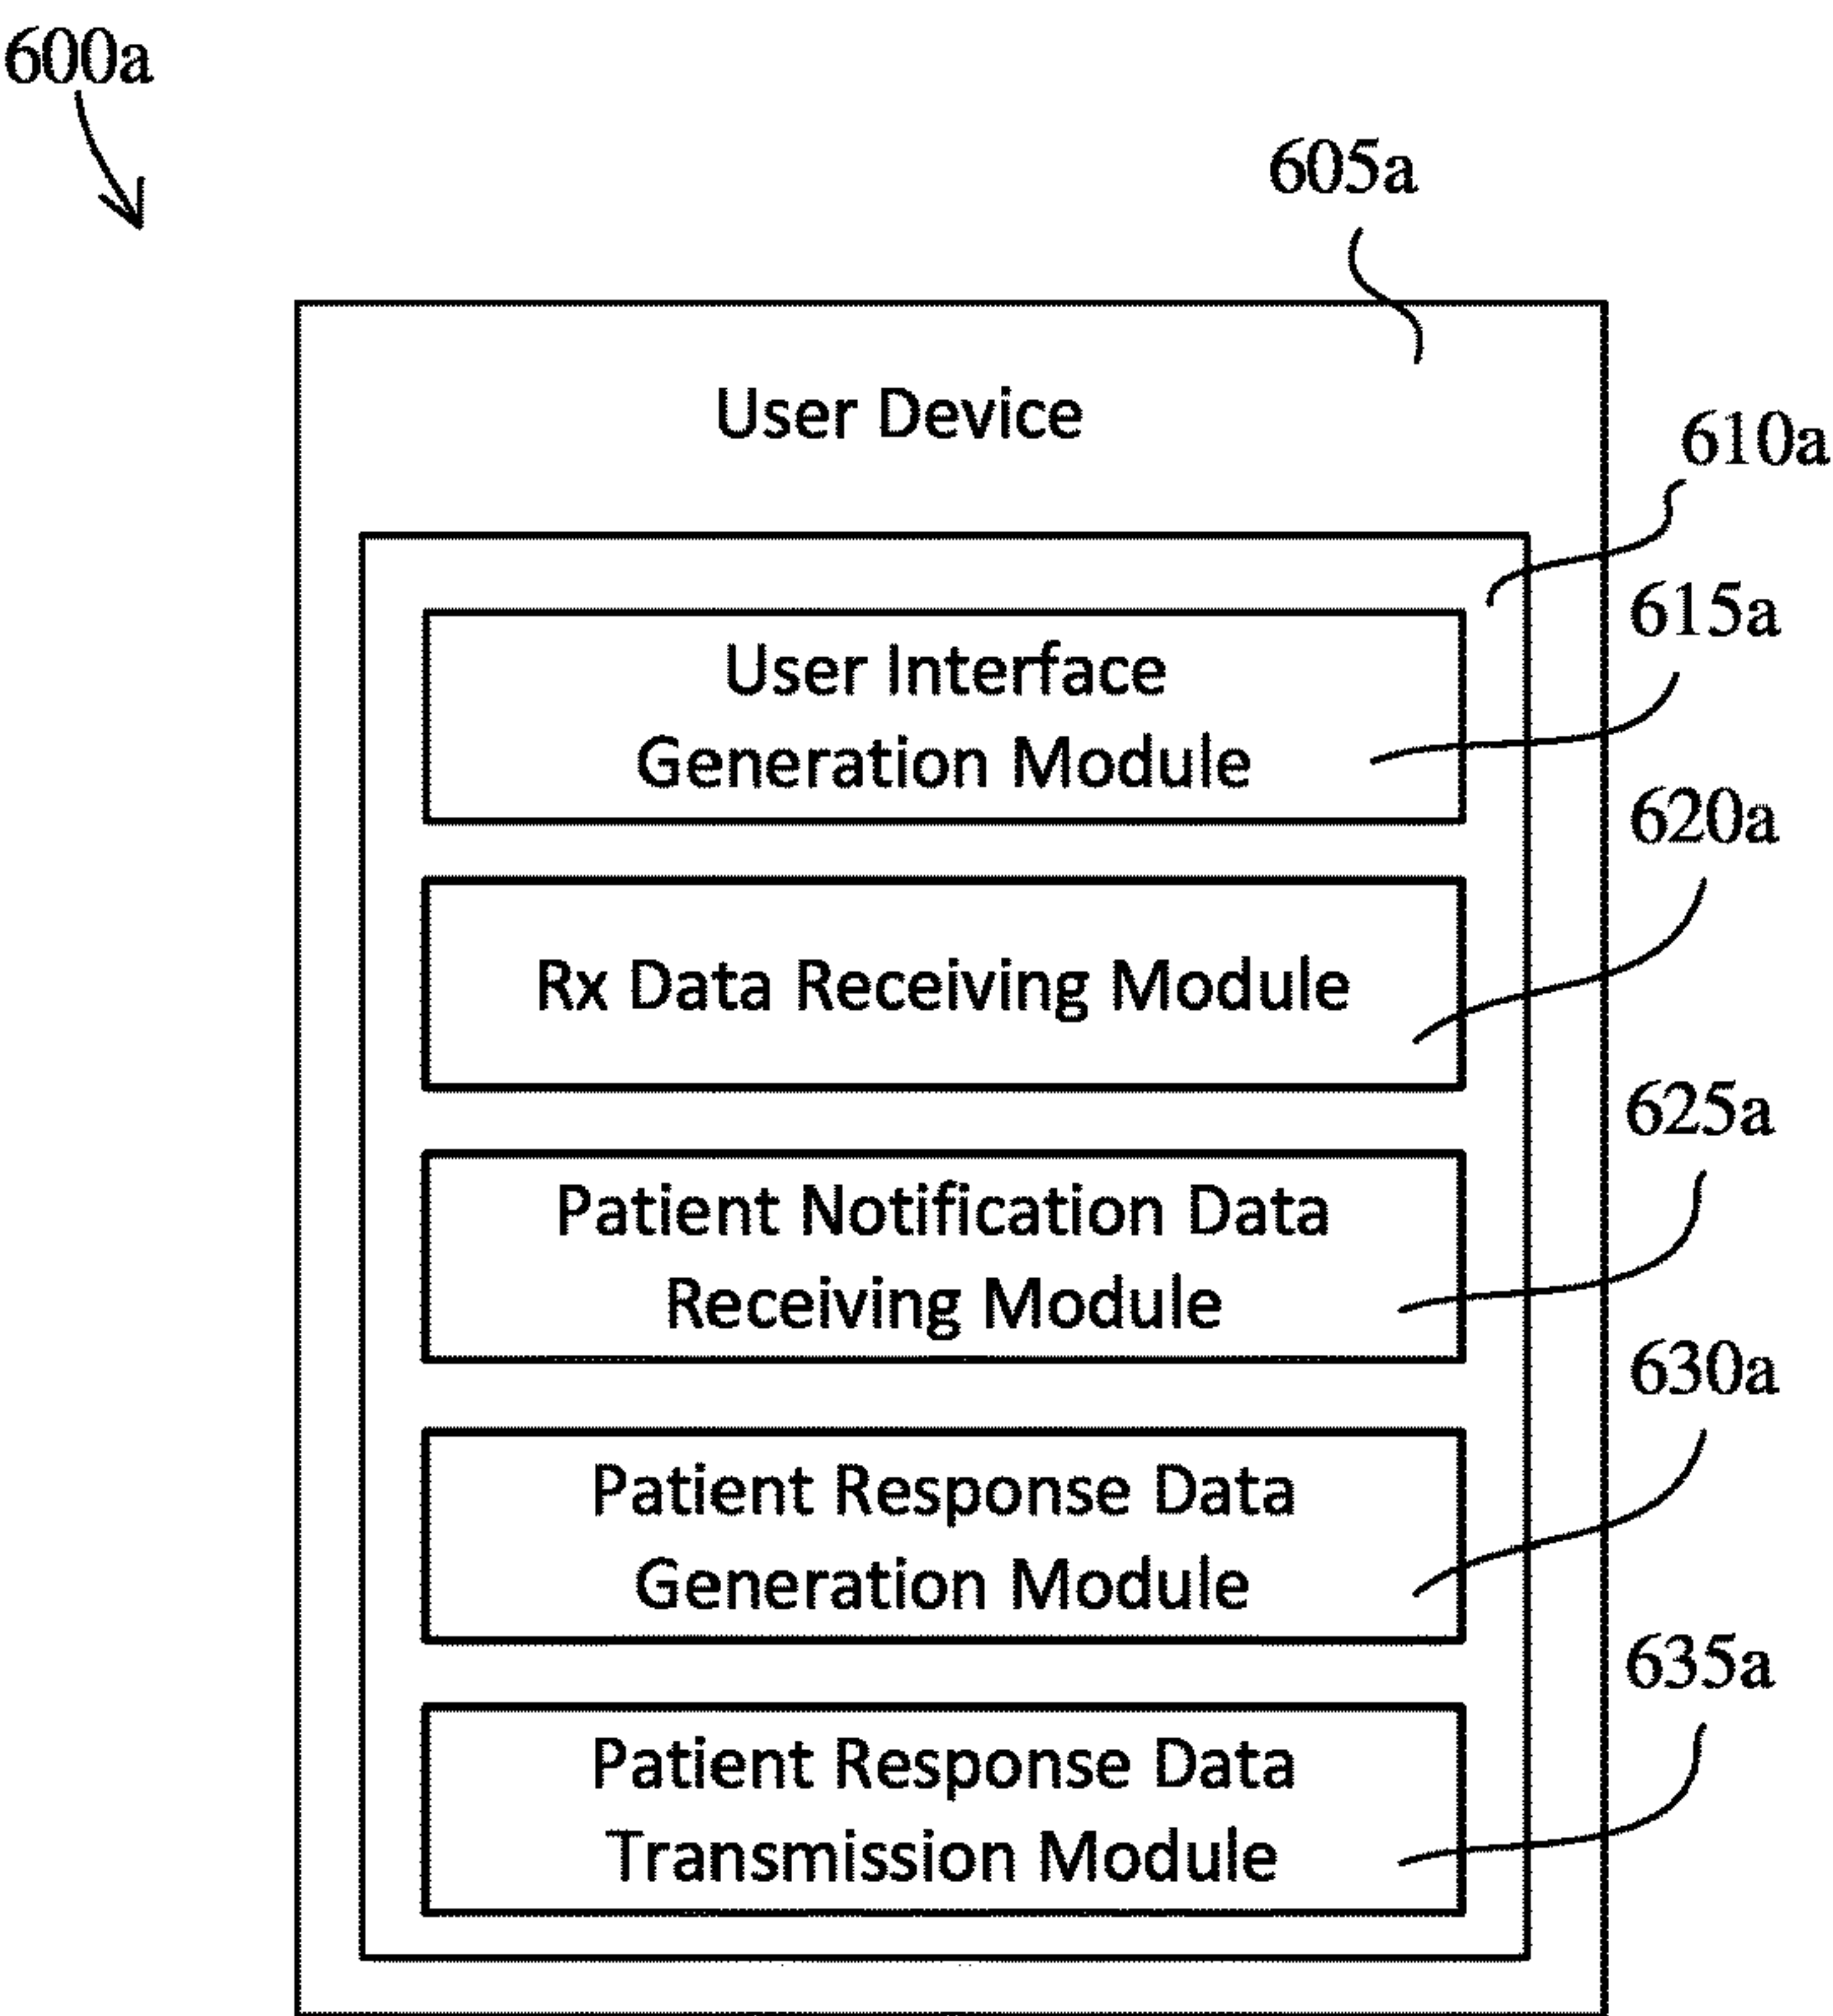 600a
605a
User Device
610a
615a
User Interface
Generation Module
620a
Rx Data Receiving Module
625a
Patient Notification Data
Receiving Module
630a
Patient Response Data
Generation Module
635a
Patient Response Data
Transmission Module